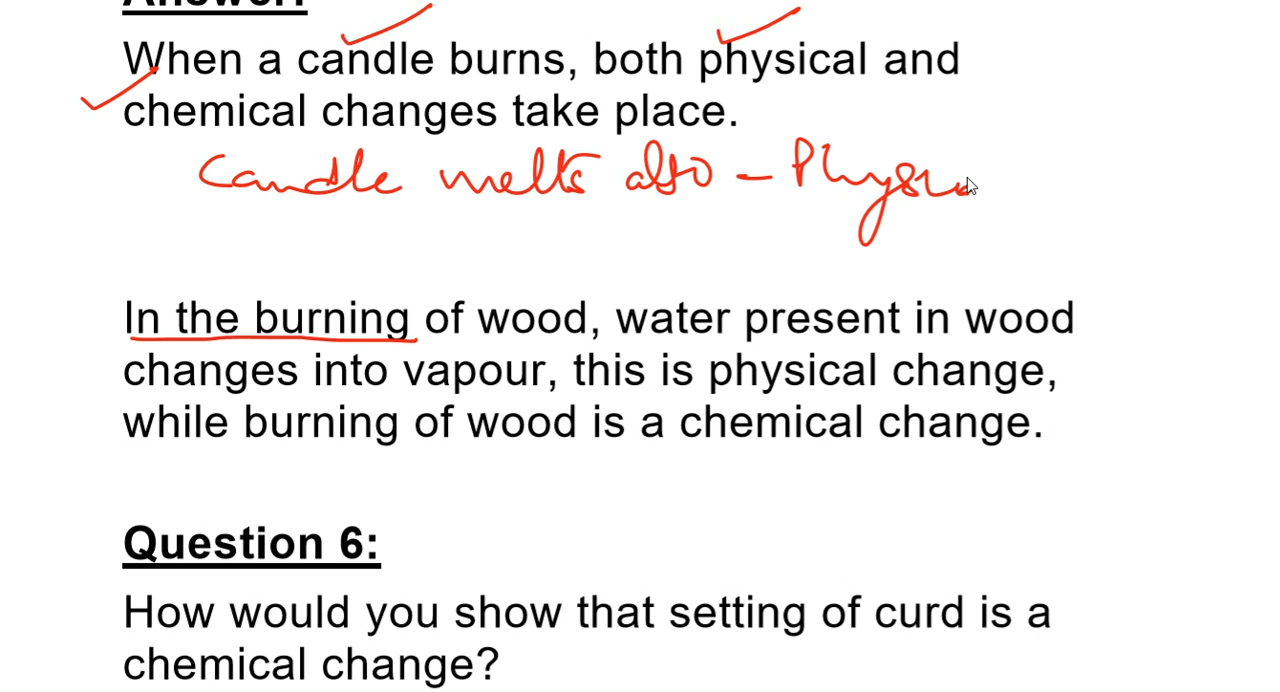 Answer:
When a candle burns, both physical and
chemical changes take place.
Candle melts also - Physica
In the burning of wood, water present in wood
changes into vapour, this is physical change,
while burning of wood is a chemical change.
Question 6:
How would you show that setting of curd is a
chemical change?